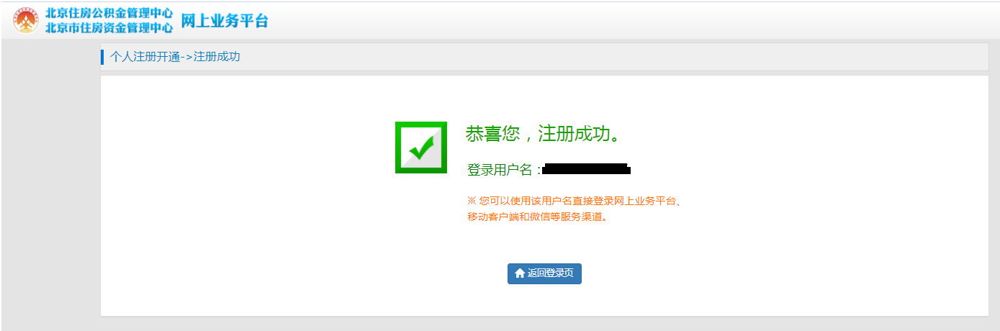 北京住房公积金管理中心
北京市住房资金管理中心
网上业务平台
个人注册开通->注册成功
恭喜您，注册成功。
登录用户名：
※ 您可以使用该用户名直接登录网上业务平台、
移动客户端和微信等服务渠道。
返回登录页